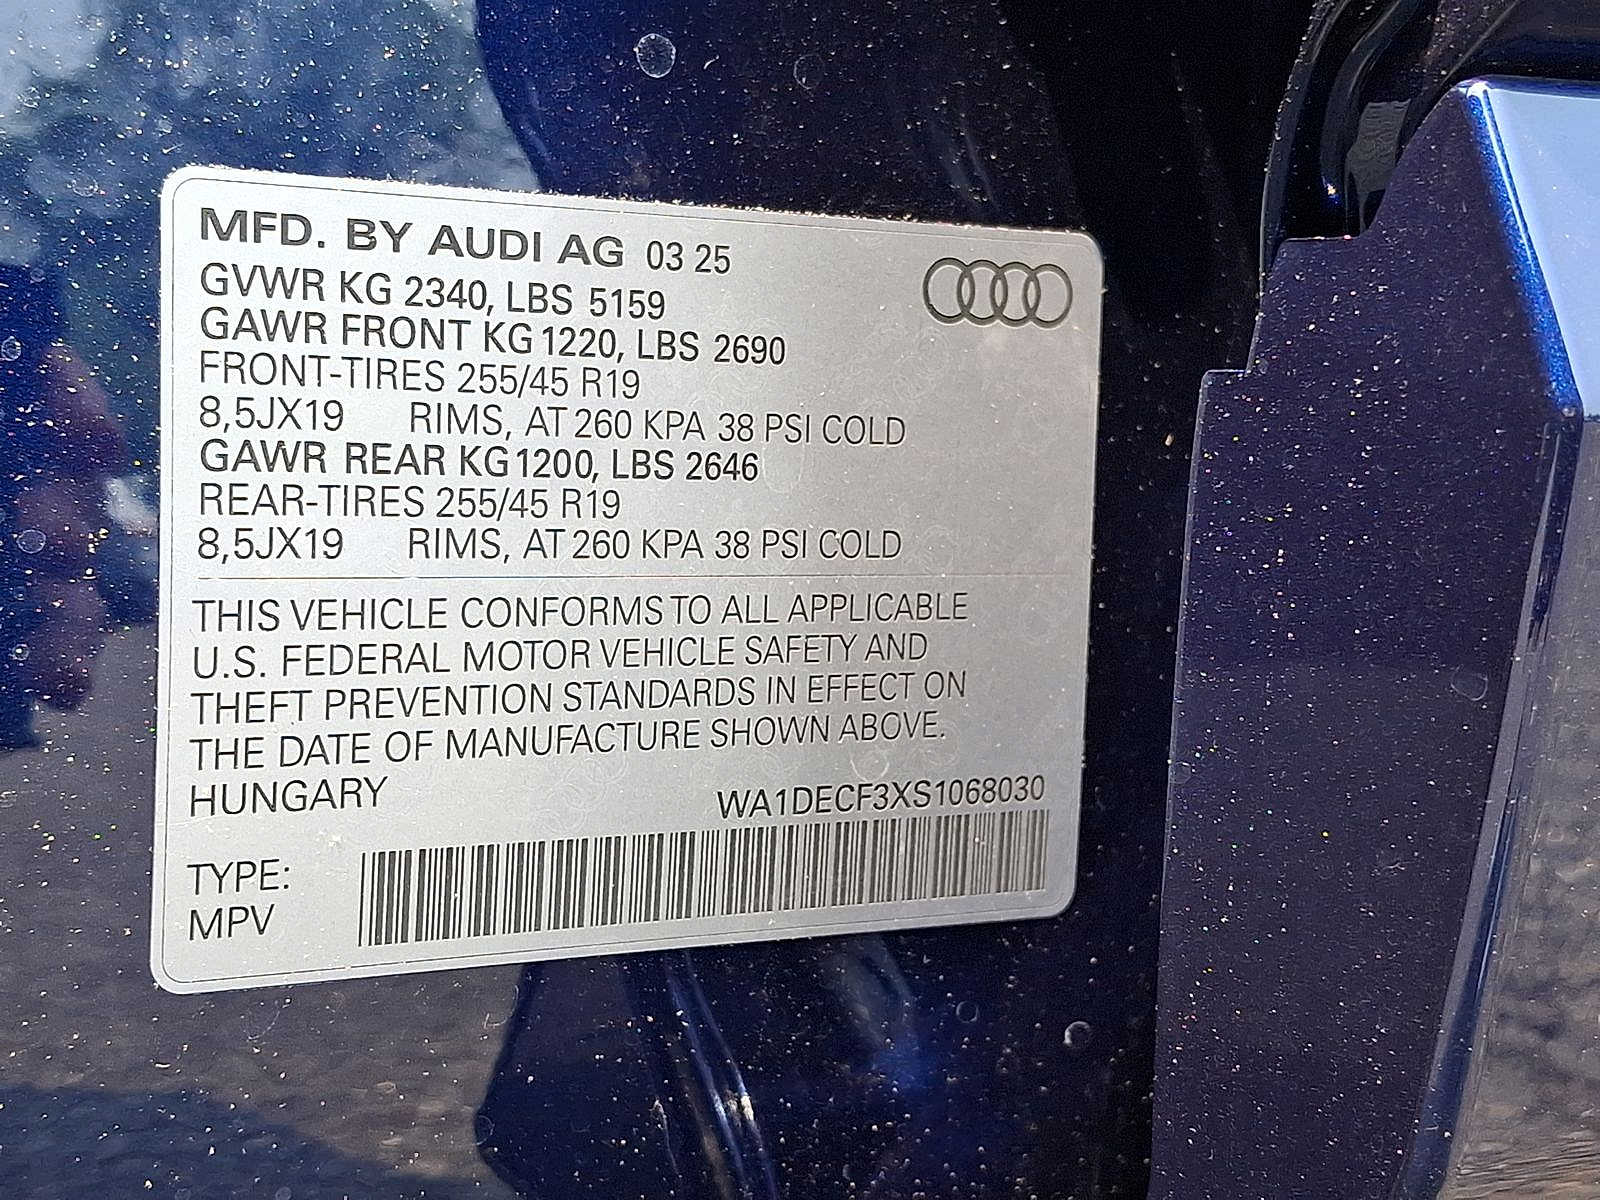 MFD. BY AUDI AG 03 25
GVWR KG 2340, LBS 5159
GAWR FRONT KG 1220, LBS 2690
FRONT-TIRES 255/45 R19
8,5JX19 RIMS, AT 260 KPA 38 PSI COLD
GAWR REAR KG 1200, LBS 2646
REAR-TIRES 255/45 R19
8,5JX19 RIMS, AT 260 KPA 38 PSI COLD
THIS VEHICLE CONFORMS TO ALL APPLICABLE
U.S. FEDERAL MOTOR VEHICLE SAFETY AND
THEFT PREVENTION STANDARDS IN EFFECT ON
THE DATE OF MANUFACTURE SHOWN ABOVE.
HUNGARY
WA1DECF3XS1068030
TYPE:
MPV